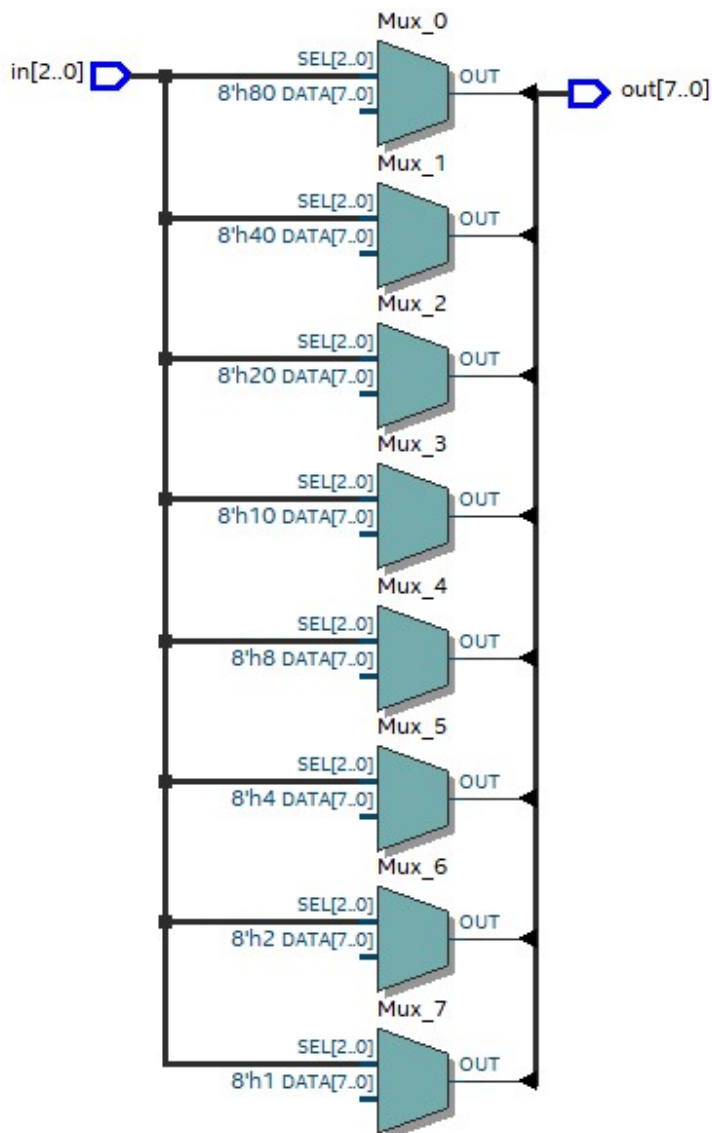 Mux_0
in[2..0]
SEL[2..0]
8'h80 DATA[7..0]
OUT
out[7..0]
Mux_1
SEL[2..0]
8'h40 DATA[7..0]
OUT
Mux_2
SEL[2..0]
8'h20 DATA[7..0]
OUT
Mux_3
SEL[2..0]
8'h10 DATA[7..0]
OUT
Mux_4
SEL[2..0]
8'h8 DATA[7..0]
OUT
Mux_5
SEL[2..0]
8'h4 DATA[7..0]
OUT
Mux_6
SEL[2..0]
8'h2 DATA[7..0]
OUT
Mux_7
SEL[2..0]
8'h1 DATA[7..0]
OUT